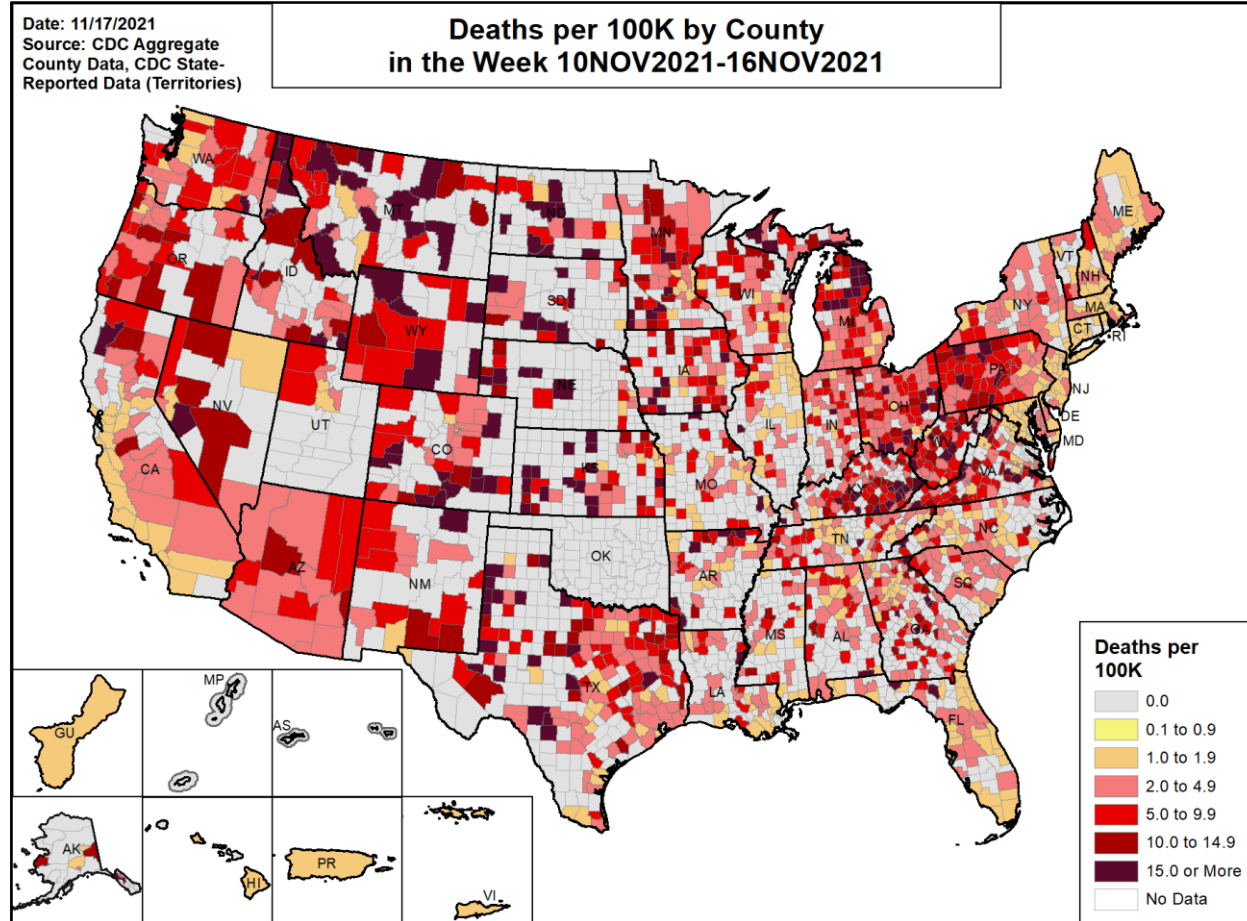 Date: 11/17/2021
Source: CDC Aggregate
County Data, CDC State-
Reported Data (Territories)
Deaths per 100K by County
in the Week 10NOV2021-16NOV2021
WA
MT
ND
MN
ME
OR
ID
SD
WI
VT
NH
NY
MA
CT
RI
WY
MI
IA
NE
PA
NJ
NV
UT
CO
IL
IN
OH
DE
MD
WV
VA
CA
KS
MO
KY
NC
TN
AZ
NM
OK
AR
SC
MS
AL
GA
TX
LA
FL
GU
MP
AS
AK
HI
PR
VI
Deaths per
100K
0.0
0.1 to 0.9
1.0 to 1.9
2.0 to 4.9
5.0 to 9.9
10.0 to 14.9
15.0 or More
No Data